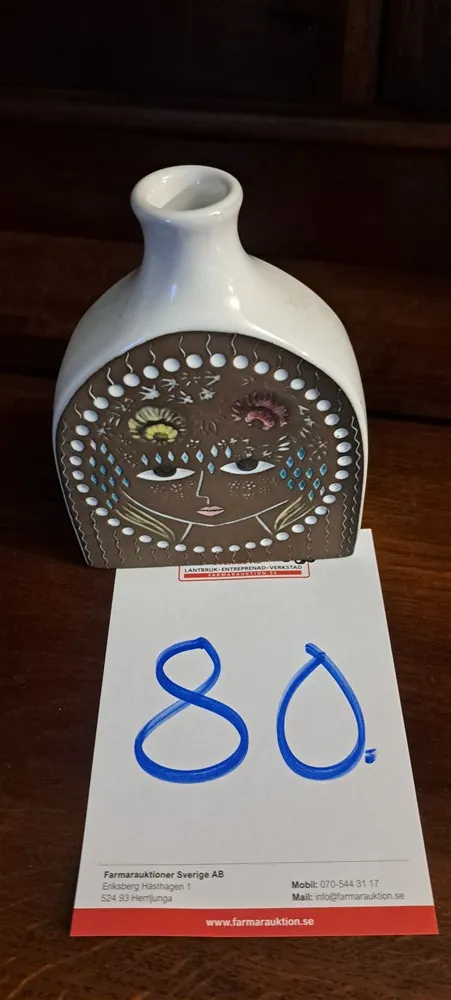 LANTBRUK-ENTREPRENAD-VERKSTAD
FARMARAUKTION.SE
80.
Farmarauktioner Sverige AB
Eriksberg Hästhagen 1
524 93 Herrljunga
Mobil: 070-544 31 17
Mail: info@farmarauktion.se
www.farmarauktion.se